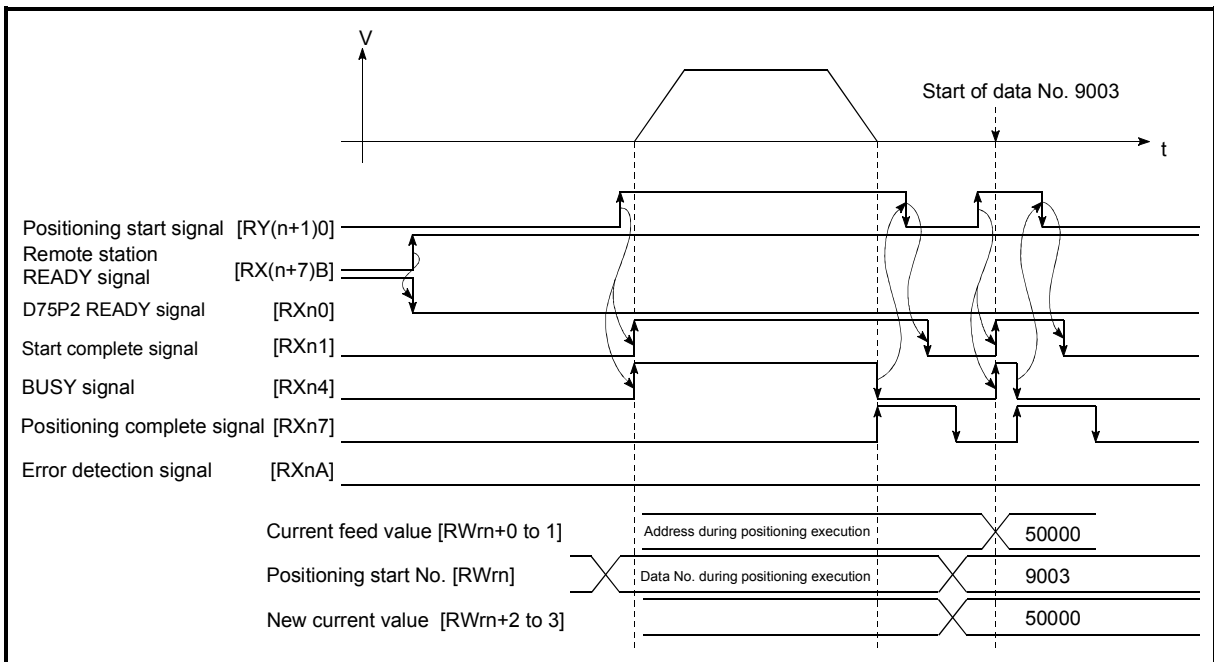 V
Start of data No. 9003
t
Positioning start signal [RY(n+1)0]
Remote station
READY signal [RX(n+7)B]
D75P2 READY signal [RXn0]
Start complete signal [RXn1]
BUSY signal [RXn4]
Positioning complete signal [RXn7]
Error detection signal [RXnA]
Current feed value [RWrn+0 to 1] Address during positioning execution 50000
Positioning start No. [RWrn] Data No. during positioning execution 9003
New current value [RWrn+2 to 3] 50000